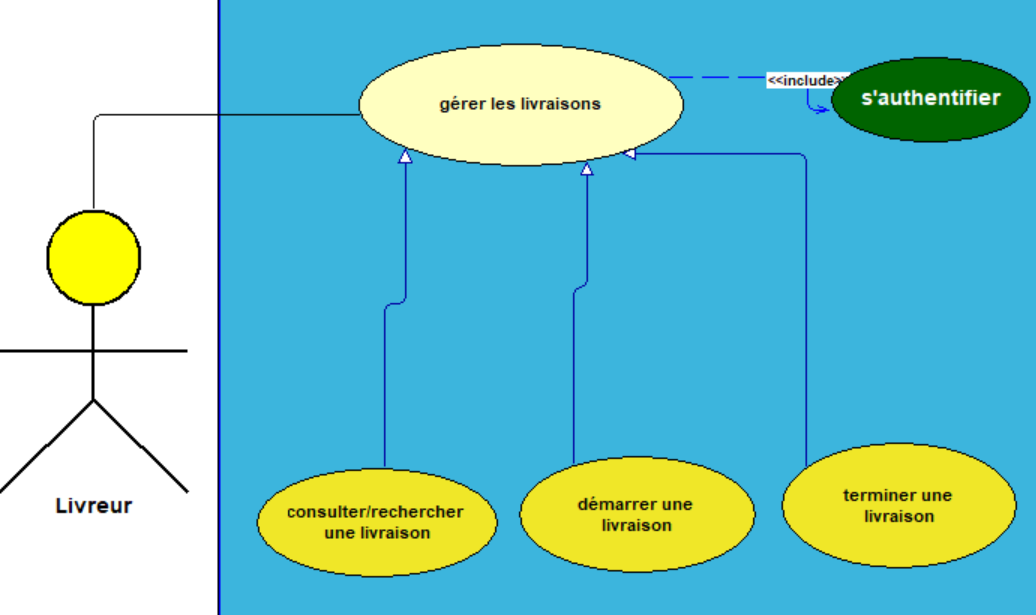 gérer les livraisons
<<include>>
s'authentifier
Livreur
consulter/rechercher
une livraison
démarrer une
livraison
terminer une
livraison